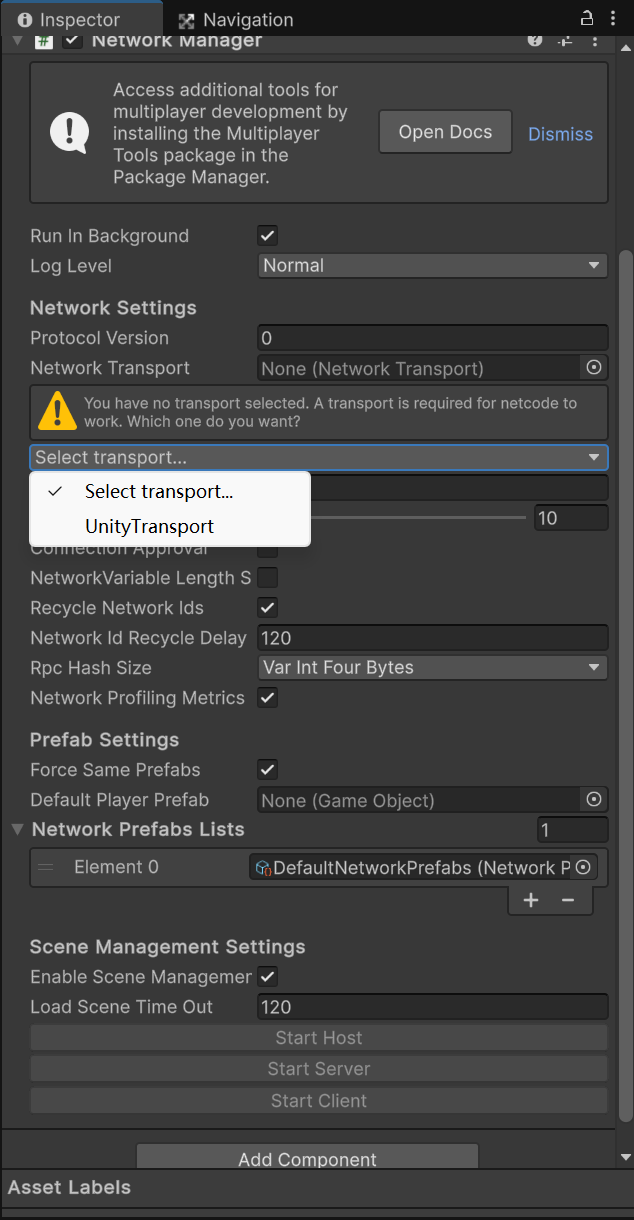 Inspector
Navigation
Network Manager
Access additional tools for
multiplayer development by
installing the Multiplayer
Tools package in the
Package Manager.
Open Docs
Dismiss
Run In Background
Log Level
Normal
Network Settings
Protocol Version
0
Network Transport
None (Network Transport)
You have no transport selected. A transport is required for netcode to
work. Which one do you want?
Select transport...
Select transport...
UnityTransport
10
Connection Approval
NetworkVariable Length S
Recycle Network Ids
Network Id Recycle Delay
120
Rpc Hash Size
Var Int Four Bytes
Network Profiling Metrics
Prefab Settings
Force Same Prefabs
Default Player Prefab
None (Game Object)
Network Prefabs Lists
1
Element 0
DefaultNetworkPrefabs (Network P
Scene Management Settings
Enable Scene Managemen
Load Scene Time Out
120
Start Host
Start Server
Start Client
Add Component
Asset Labels